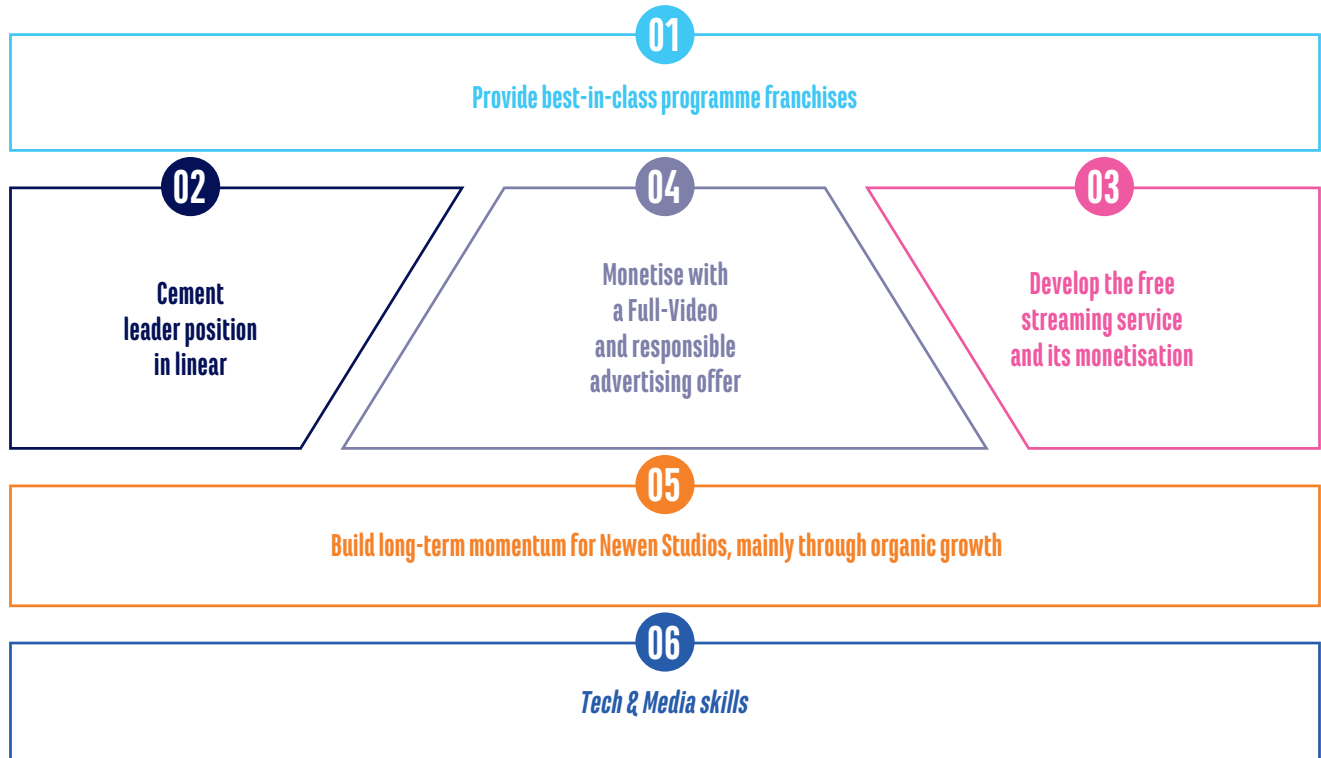 01
Provide best-in-class programme franchises
02
Cement
leader position
in linear
04
Monetise with
a Full-Video
and responsible
advertising offer
03
Develop the free
streaming service
and its monetisation
05
Build long-term momentum for Newen Studios, mainly through organic growth
06
Tech & Media skills